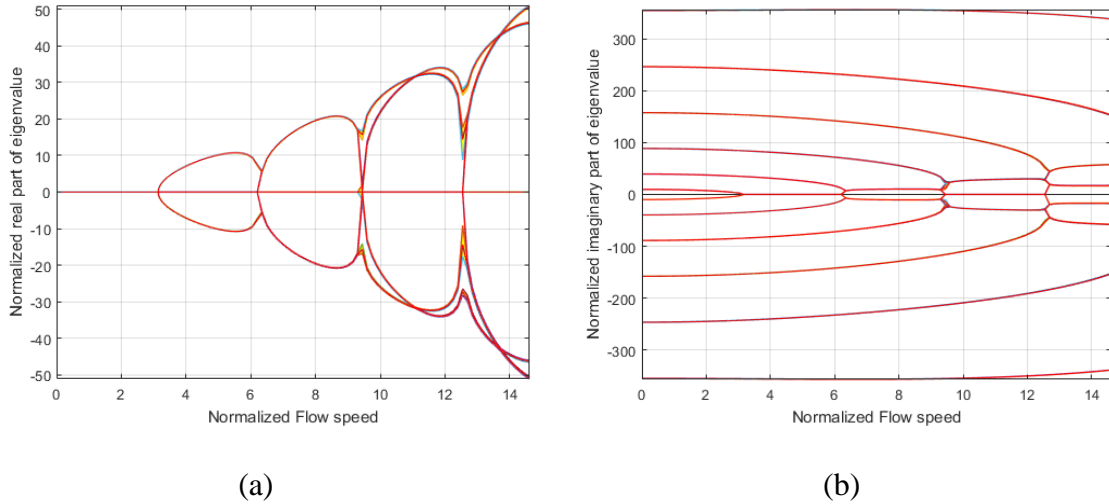 50
40
30
20
10
0
-10
-20
-30
-40
-50
0 2 4 6 8 10 12 14
Normalized real part of eigenvalue
Normalized Flow speed
(a)
300
200
100
0
-100
-200
-300
0 2 4 6 8 10 12 14
Normalized imaginary part of eigenvalue
Normalized Flow speed
(b)